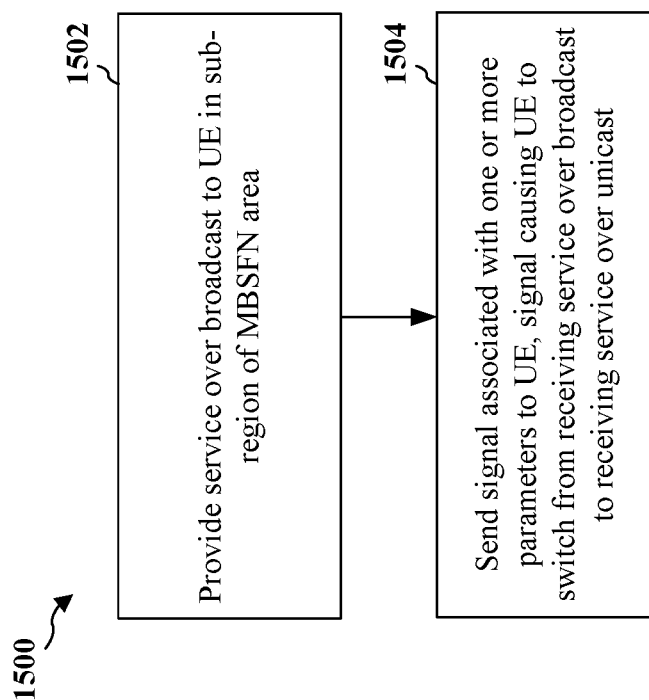 1500
1502
Provide service over broadcast to UE in sub-
region of MBSFN area
1504
Send signal associated with one or more
parameters to UE, signal causing UE to
switch from receiving service over broadcast
to receiving service over unicast